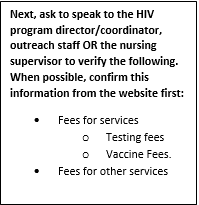 Next, ask to speak to the HIV
program director/coordinator,
outreach staff OR the nursing
supervisor to verify the following.
When possible, confirm this
information from the website first:
• Fees for services
o Testing fees
o Vaccine Fees.
• Fees for other services